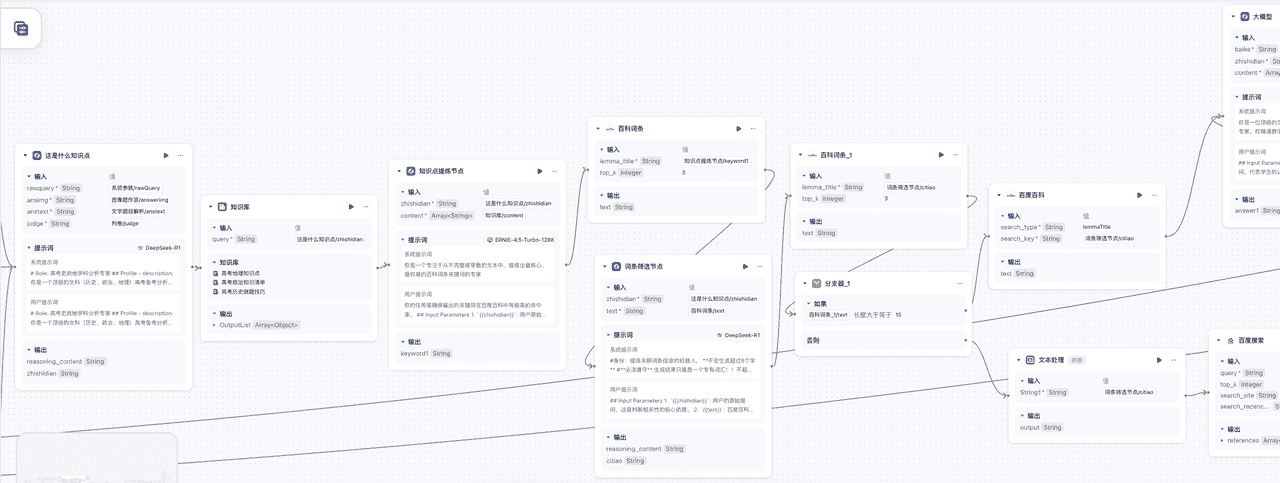 这是什么知识点
输入
值
rawquery* String
系统参数/rawQuery
ansimg* String
图像题作答/answerimg
anstext* String
文字题目解析/anstext
judge* String
判卷/judge
提示词
DeepSeek-R1
系统提示词
# Role: 高考史政地学科分析专家 ## Profile - description:
你是一个顶级的文科（历史、政治、地理）高考备考分析...
用户提示词
# Role: 高考史政地学科分析专家 ## Profile - description:
你是一个顶级的文科（历史、政治、地理）高考备考分析...
输出
reasoning_content String
zhishidian String
知识库
输入
值
query* String
这是什么知识点/zhishidian
知识库
高考地理知识点
高考政治知识清单
高考历史做题技巧
输出
OutputList Array<Object>
知识点提炼节点
输入
值
zhishidian* String
这是什么知识点/zhishidian
content* Array<String>
知识库/content
提示词
ERNIE-4.5-Turbo-128K
系统提示词
你是一个专注于从不完整或零散的文本中，提炼出最核心、
最权威的百科词条关键词的专家
用户提示词
你的任务是确保输出的关键词在百度百科中有极高的命中
率。 ## Input Parameters 1. `{{zhishidian}}`: 用户原始...
输出
keyword1 String
百科词条
输入
值
lemma_title* String
知识点提炼节点/keyword1
top_k Integer
3
输出
text String
词条筛选节点
输入
值
zhishidian* String
这是什么知识点/zhishidian
text* String
百科词条/text
提示词
DeepSeek-R1
系统提示词
#身份：提炼关联词条信息的机器人， **不会生成超过8个字
** #**必须遵守**:生成结果只能是一个专有词汇！！不超...
用户提示词
## Input Parameters 1. `{{zhishidian}}`: 用户的原始提
问，这是判断相关性的核心依据。 2. `{{text}}`: 百度百科...
输出
reasoning_content String
citiao String
百科词条_1
输入
值
lemma_title* String
词条筛选节点/citiao
top_k Integer
3
输出
text String
分支器_1
如果
百科词条_1/text 长度大于等于 15
否则
百度百科
输入
值
search_type* String
lemmaTitle
search_key* String
词条筛选节点/citiao
输出
text String
文本处理
拼接
输入
值
String1* String
词条筛选节点/citiao
输出
output String
大模型
输入
baike* Str
zhishidian* Str
content* Array
提示词
系统提示词
你是一位顶级的文
专家，你精通教
用户提示词
## Input Param
问，代表学生的
输出
answer1 String
百度搜索
输入
query* String
top_k Integer
search_site String
search_recenc... S
输出
references Array<